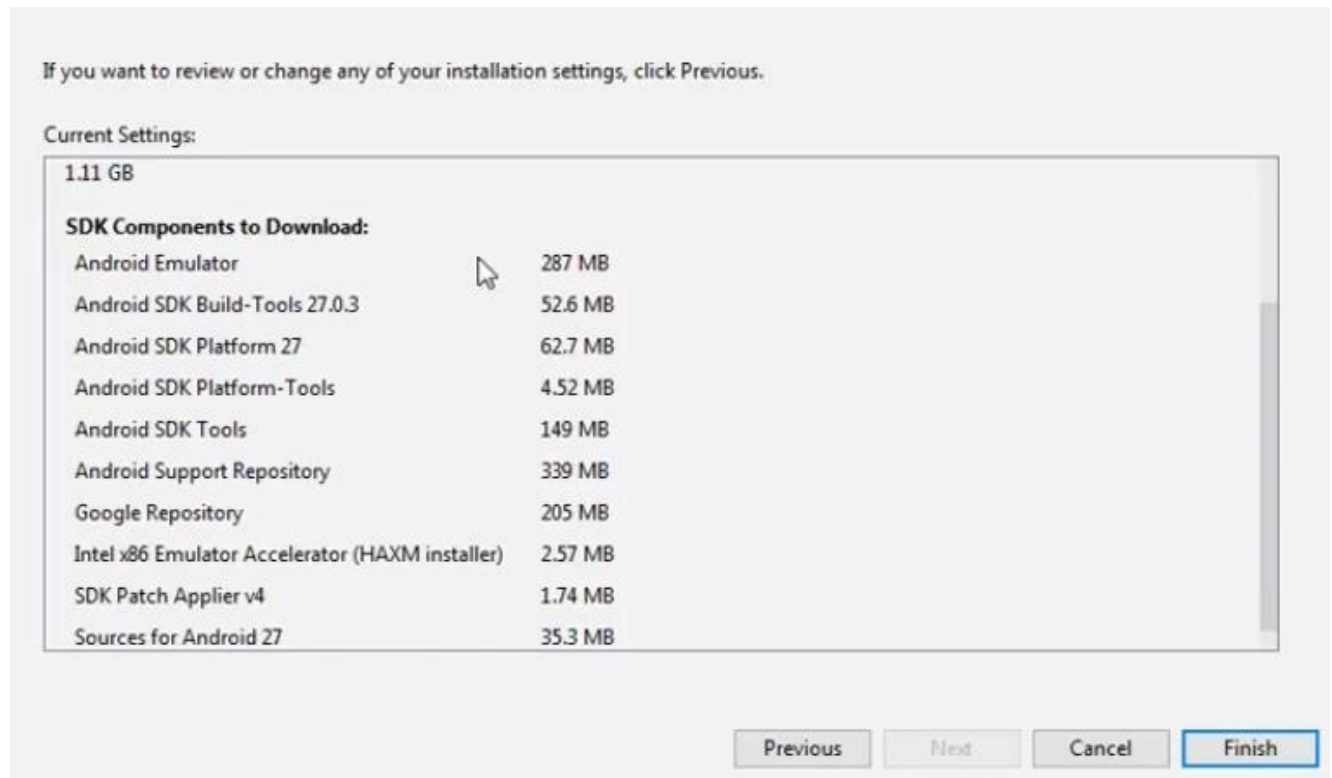 If you want to review or change any of your installation settings, click Previous.
Current Settings:
1.11 GB
SDK Components to Download:
Android Emulator 287 MB
Android SDK Build-Tools 27.0.3 52.6 MB
Android SDK Platform 27 62.7 MB
Android SDK Platform-Tools 4.52 MB
Android SDK Tools 149 MB
Android Support Repository 339 MB
Google Repository 205 MB
Intel x86 Emulator Accelerator (HAXM installer) 2.57 MB
SDK Patch Applier v4 1.74 MB
Sources for Android 27 35.3 MB
Previous Next Cancel Finish